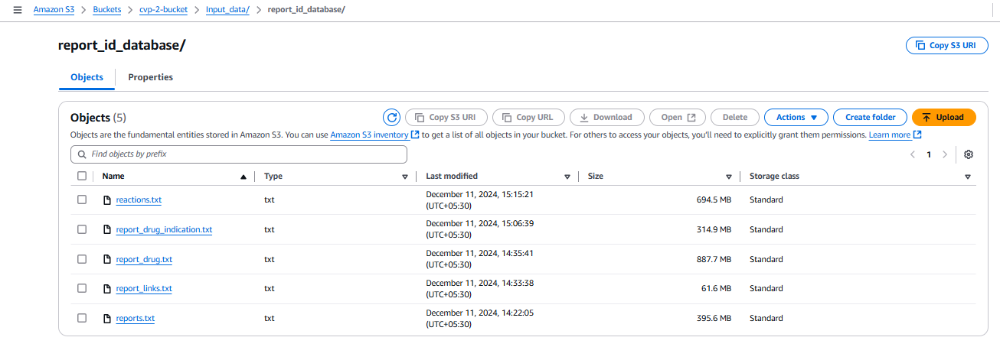 Amazon S3 > Buckets > cvp-2-bucket > Input_data/ > report_id_database/
report_id_database/
Copy S3 URI
Objects Properties
Objects (5)
Copy S3 URI Copy URL Download Open Delete Actions Create folder Upload
Objects are the fundamental entities stored in Amazon S3. You can use Amazon S3 inventory to get a list of all objects in your bucket. For others to access your objects, you'll need to explicitly grant them permissions. Learn more
Find objects by prefix
1
Name Type Last modified Size Storage class
reactions.txt txt December 11, 2024, 15:15:21 (UTC+05:30) 694.5 MB Standard
report_drug_indication.txt txt December 11, 2024, 15:06:39 (UTC+05:30) 314.9 MB Standard
report_drug.txt txt December 11, 2024, 14:35:41 (UTC+05:30) 887.7 MB Standard
report_links.txt txt December 11, 2024, 14:33:38 (UTC+05:30) 61.6 MB Standard
reports.txt txt December 11, 2024, 14:22:05 (UTC+05:30) 395.6 MB Standard